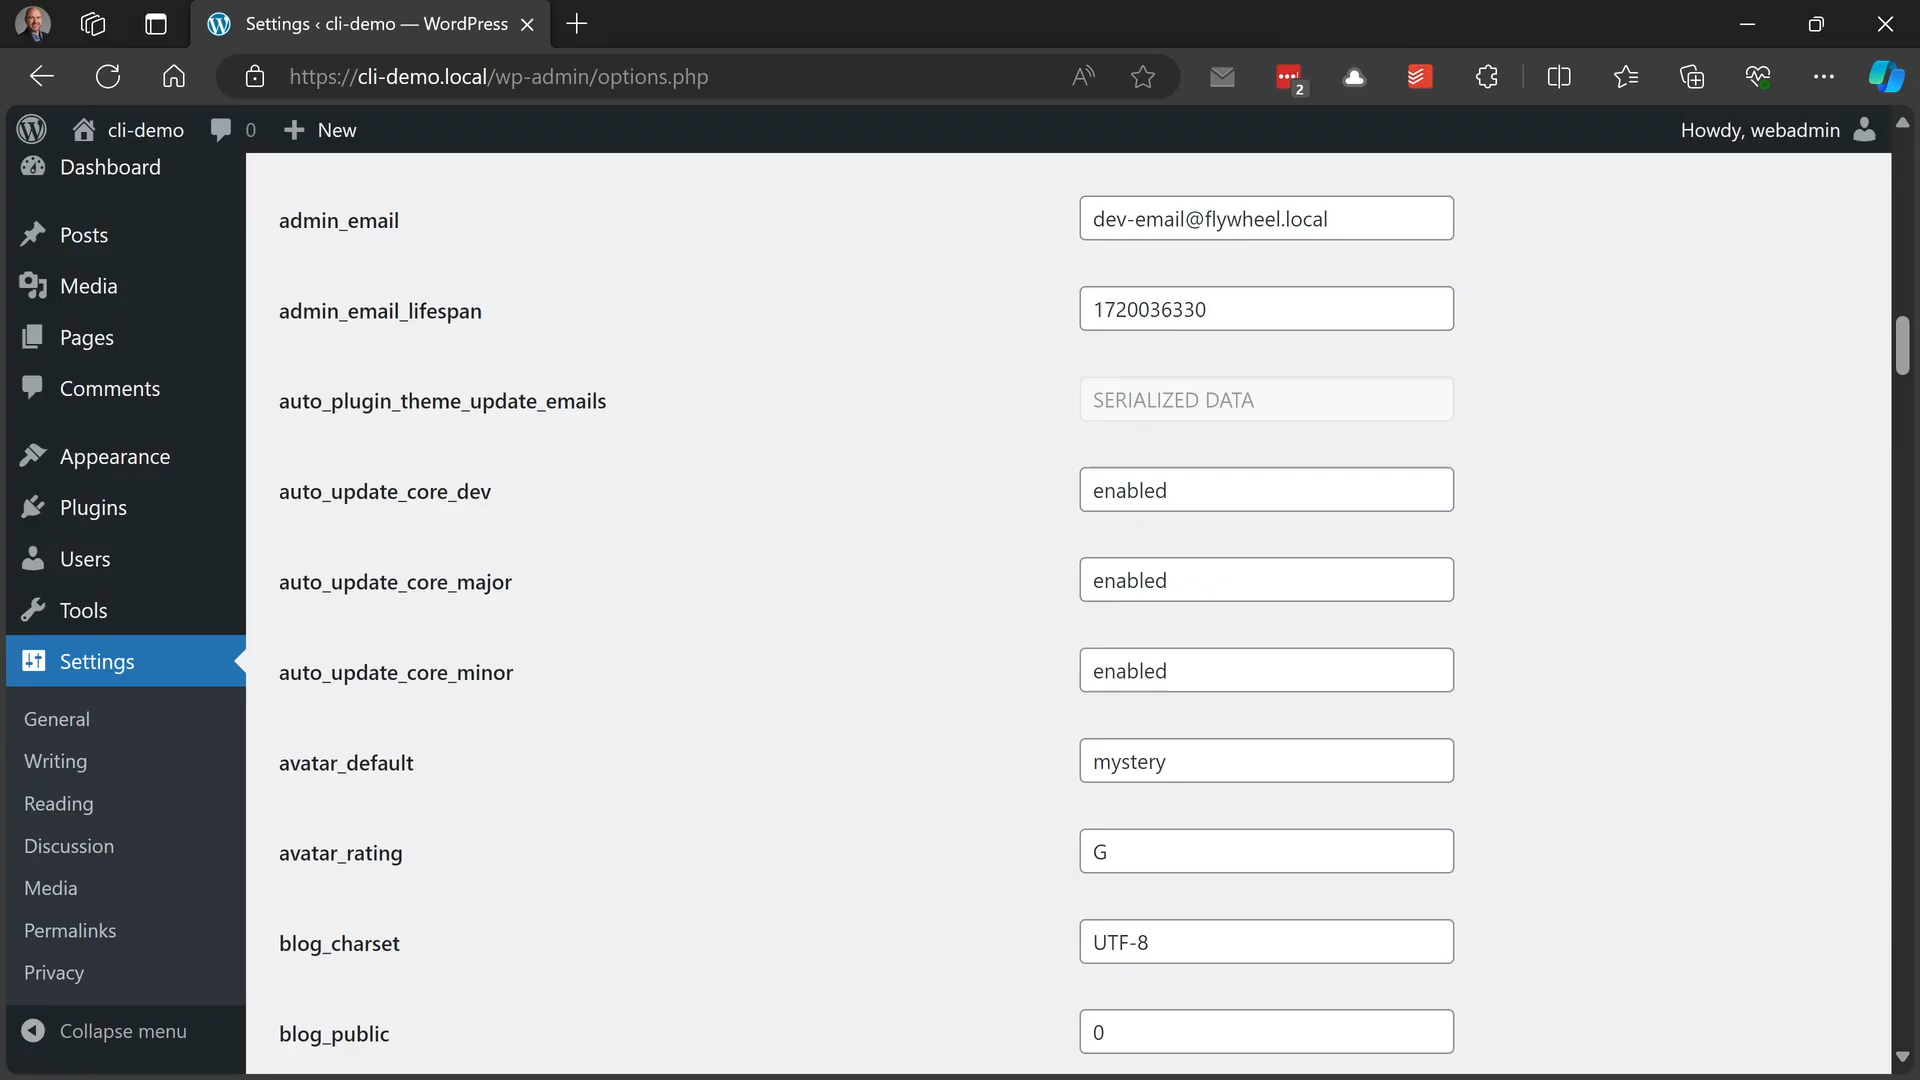 Settings ‹ cli-demo — WordPress
https://cli-demo.local/wp-admin/options.php
2
cli-demo
0
New
Howdy, webadmin
Dashboard
Posts
Media
Pages
Comments
Appearance
Plugins
Users
Tools
Settings
General
Writing
Reading
Discussion
Media
Permalinks
Privacy
Collapse menu
admin_email
dev-email@flywheel.local
admin_email_lifespan
1720036330
auto_plugin_theme_update_emails
SERIALIZED DATA
auto_update_core_dev
enabled
auto_update_core_major
enabled
auto_update_core_minor
enabled
avatar_default
mystery
avatar_rating
G
blog_charset
UTF-8
blog_public
0